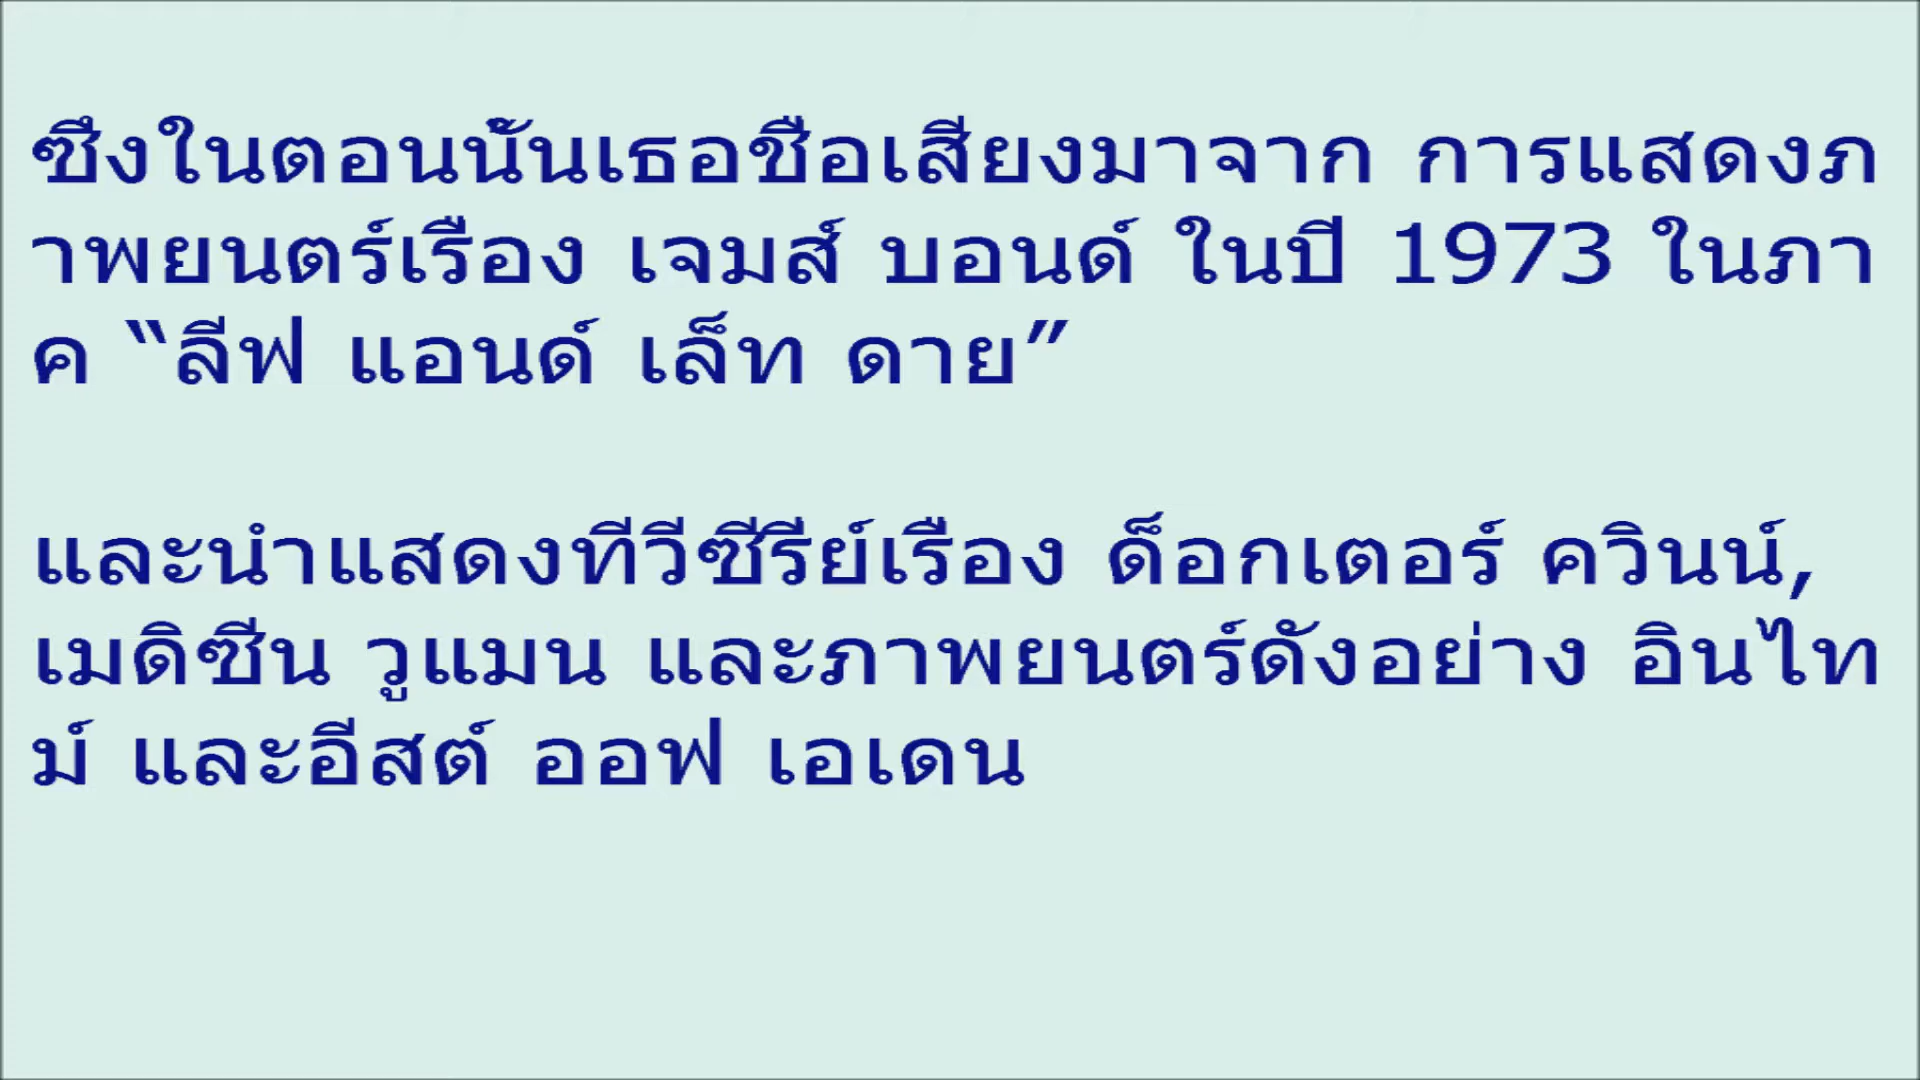 ซึ่งในตอนนั้นเธอชื่อเสียงมาจาก การแสดงภ
าพยนตร์เรื่อง เจมส์ บอนด์ ในปี 1973 ในภา
ค “ลีฟ แอนด์ เล็ท ดาย”
และนำแสดงทีวีซีรีย์เรื่อง ด็อกเตอร์ ควินน์,
เมดิซีน วูแมน และภาพยนตร์ดังอย่าง อินไท
ม์ และอีสต์ ออฟ เอเดน